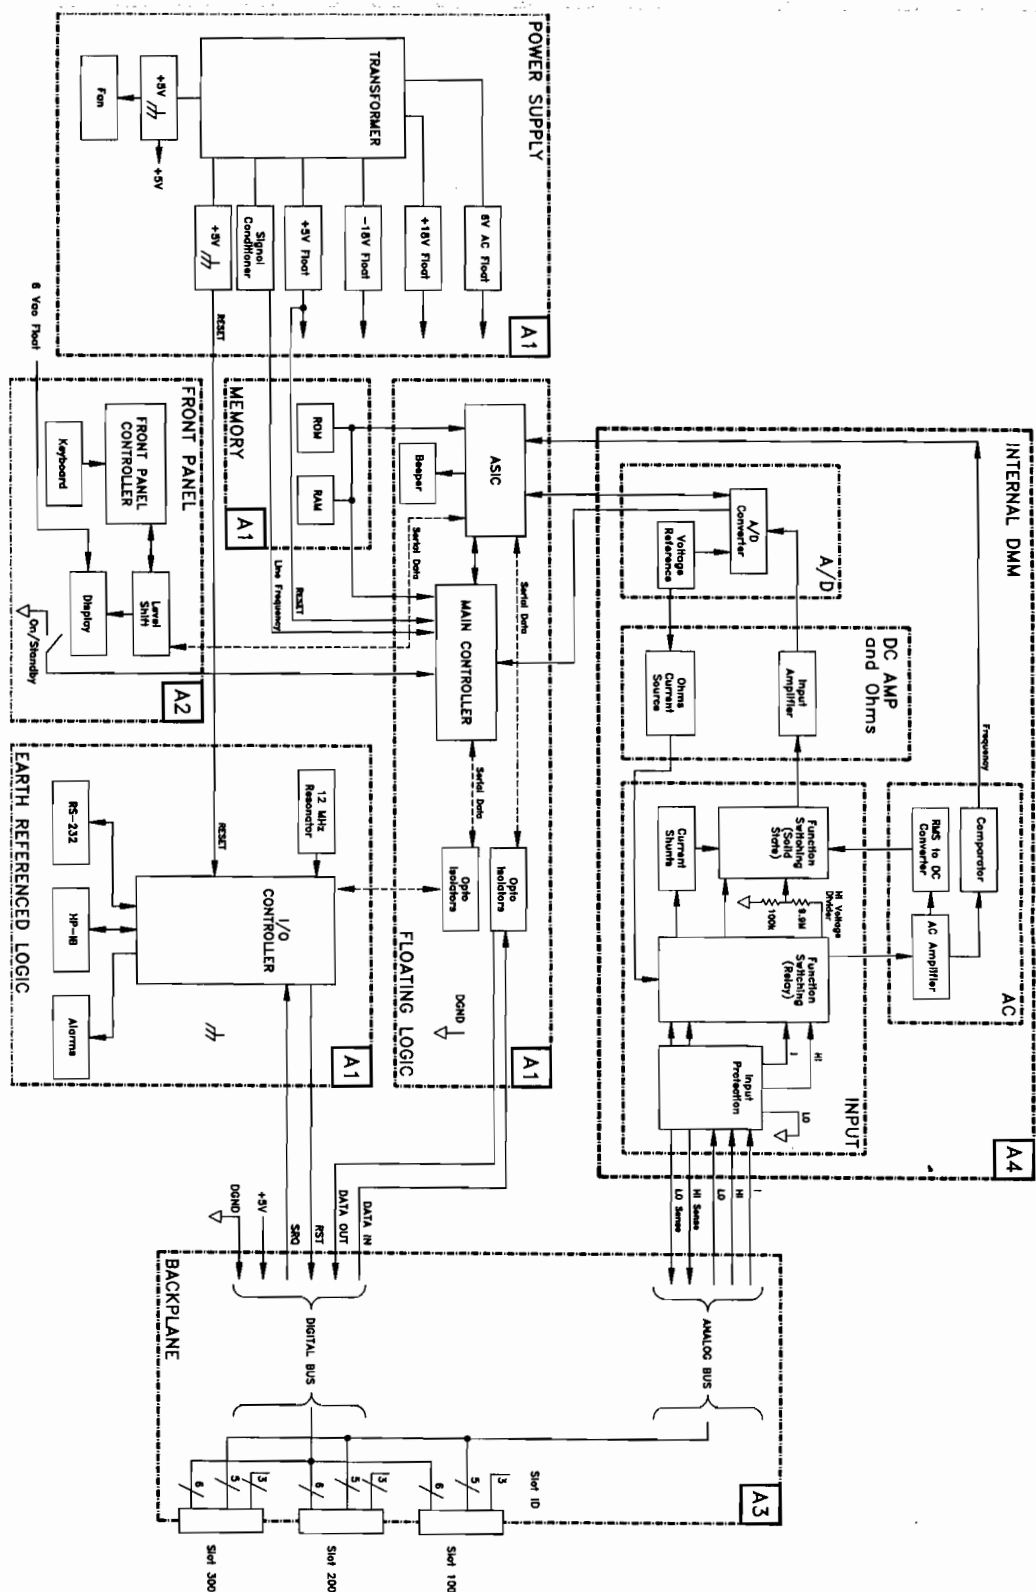 POWER SUPPLY
TRANSFORMER
+5V
Fan
+5V
6V AC Float
+18V Float
-18V Float
+5V Float
Signal
Conditioner
+5V
A1
RESET
6 Vac Float
FRONT PANEL
FRONT PANEL
CONTROLLER
Keyboard
Level
Shift
Display
On/Standby
A2
MEMORY
ROM
RAM
A1
Line Frequency
RESET
ASIC
Beeper
Serial Data
Serial Data
MAIN
CONTROLLER
Serial Data
Opto
Isolators
Opto
Isolators
FLOATING LOGIC
DGND
A1
EARTH REFERENCED LOGIC
RS-232
HP-IB
Alarms
12 MHz
Resonator
RESET
I/O
CONTROLLER
A1
INTERNAL DMM
A/D
A/D
Converter
Voltage
Reference
DC AMP
and Ohms
Input
Amplifier
Ohms
Current
Source
Frequency
AC
Comparator
RMS to DC
Converter
AC Amplifier
INPUT
Function
Switching
(Solid
State)
Current
Shunts
HI Voltage
Divider
9.9M
100k
Function
Switching
(Relay)
HI
I
LO
Input
Protection
A4
I
HI
LO
HI Sense
LO Sense
DATA IN
DATA OUT
RST
SRQ
+5V
DGND
BACKPLANE
ANALOG BUS
DIGITAL BUS
A3
Slot ID
3
5
6
3
5
6
3
5
6
Slot 100
Slot 200
Slot 300